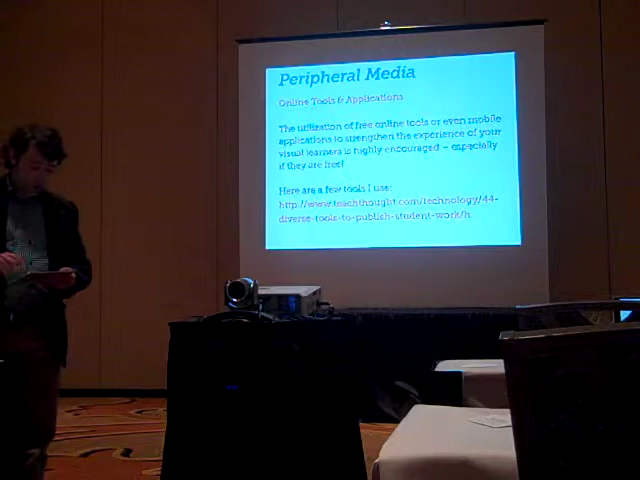 Peripheral Media
Online Tools & Applications
The utilization of free online tools or even mobile
applications to strengthen the experience of your
visual learners is highly encouraged – especially
if they are free!
Here are a few tools I use:
http://www.teachthought.com/technology/44-
diverse-tools-to-publish-student-work/h